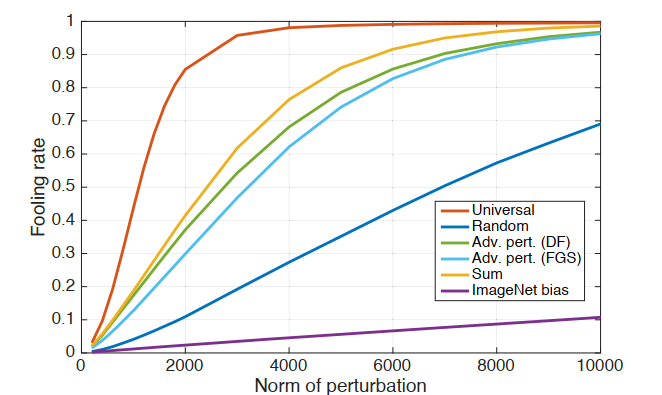 1
0.9
0.8
0.7
0.6
0.5
0.4
0.3
0.2
0.1
0
Fooling rate
Universal
Random
Adv. pert. (DF)
Adv. pert. (FGS)
Sum
ImageNet bias
0 2000 4000 6000 8000 10000
Norm of perturbation